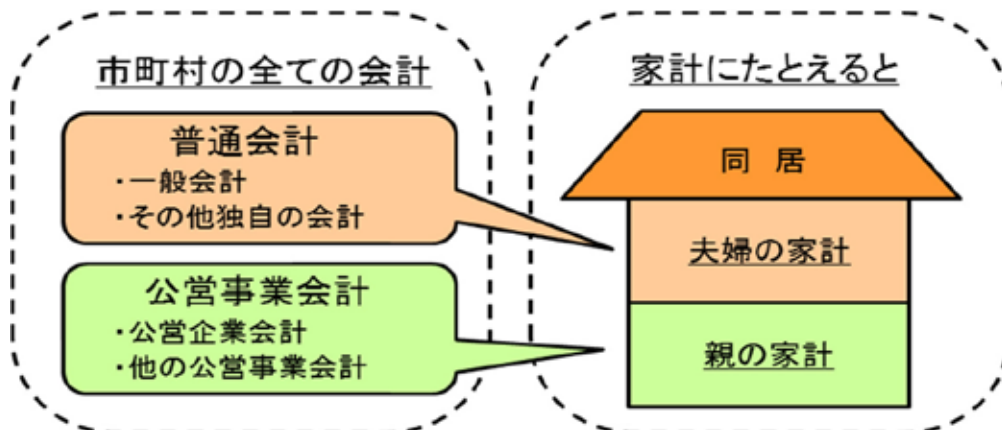 市町村の全ての会計
普通会計
・一般会計
・その他独自の会計
公営事業会計
・公営企業会計
・他の公営事業会計
家計にたとえると
同 居
夫婦の家計
親の家計